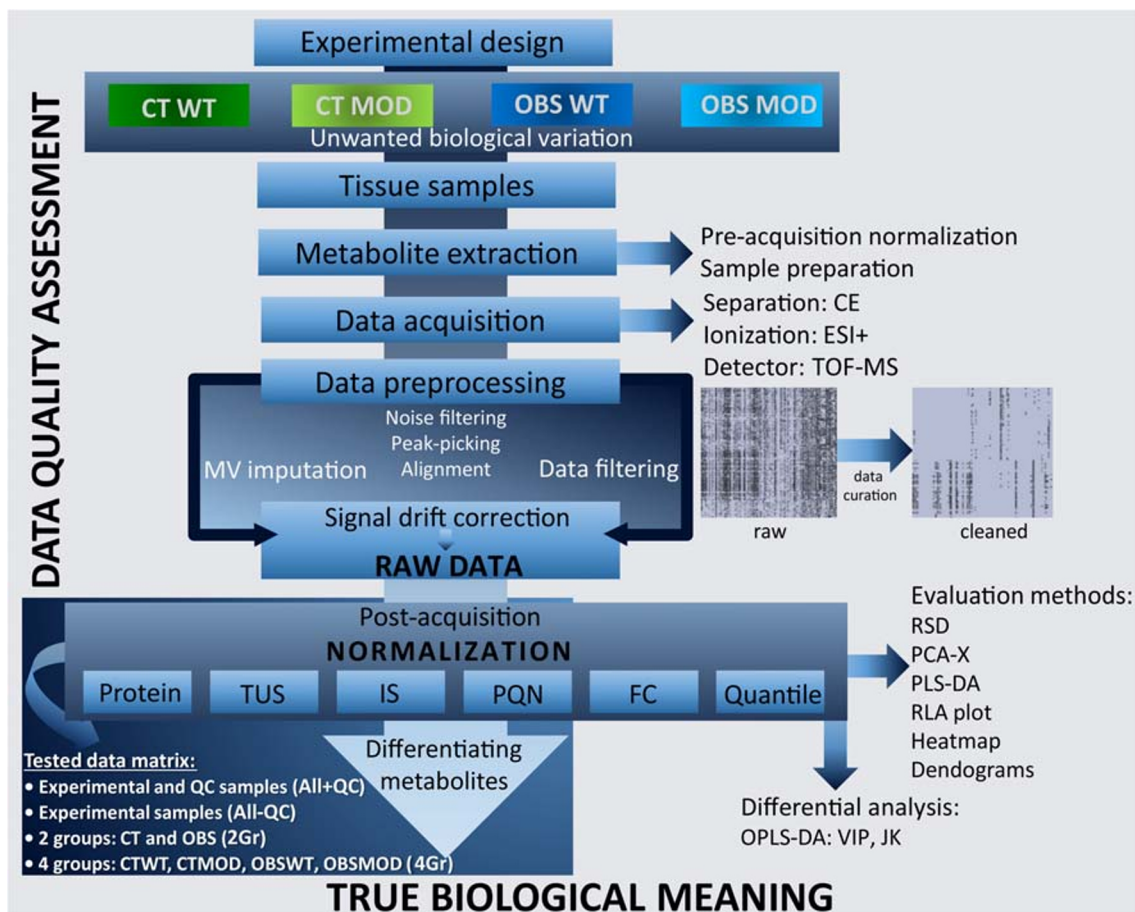 Experimental design
CT WT
CT MOD
OBS WT
OBS MOD
Unwanted biological variation
Tissue samples
Metabolite extraction
Pre-acquisition normalization
Sample preparation
Data acquisition
Separation: CE
Ionization: ESI+
Detector: TOF-MS
Data preprocessing
Noise filtering
Peak-picking
Alignment
MV imputation
Data filtering
Signal drift correction
RAW DATA
raw
data
curation
cleaned
Post-acquisition
NORMALIZATION
Protein
TUS
IS
PQN
FC
Quantile
Evaluation methods:
RSD
PCA-X
PLS-DA
RLA plot
Heatmap
Dendograms
Differentiating
metabolites
Tested data matrix:
• Experimental and QC samples (All+QC)
• Experimental samples (All-QC)
• 2 groups: CT and OBS (2Gr)
• 4 groups: CTWT, CTMOD, OBSWT, OBSMOD (4Gr)
Differential analysis:
OPLS-DA: VIP, JK
DATA QUALITY ASSESSMENT
TRUE BIOLOGICAL MEANING